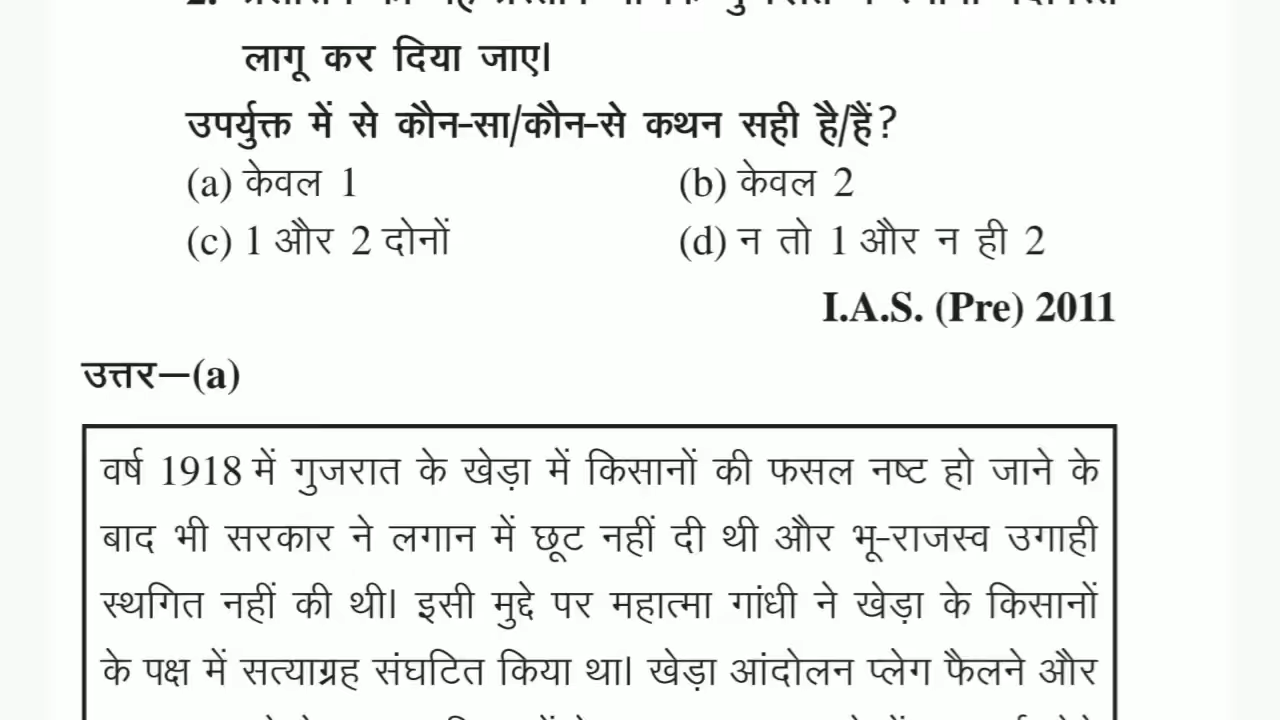 लागू कर दिया जाए।
उपर्युक्त में से कौन-सा/कौन-से कथन सही है/हैं?
(a) केवल 1 (b) केवल 2
(c) 1 और 2 दोनों (d) न तो 1 और न ही 2
I.A.S. (Pre) 2011
उत्तर—(a)
वर्ष 1918 में गुजरात के खेड़ा में किसानों की फसल नष्ट हो जाने के
बाद भी सरकार ने लगान में छूट नहीं दी थी और भू-राजस्व उगाही
स्थगित नहीं की थी। इसी मुद्दे पर महात्मा गांधी ने खेड़ा के किसानों
के पक्ष में सत्याग्रह संघटित किया था। खेड़ा आंदोलन प्लेग फैलने और